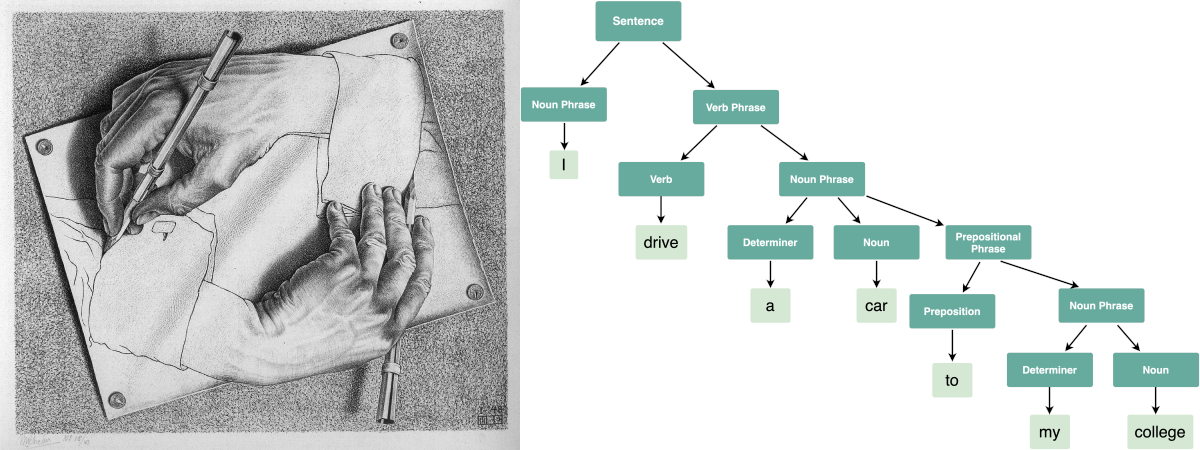 Sentence
Noun Phrase
Verb Phrase
I
Verb
Noun Phrase
drive
Determiner
Noun
Prepositional
Phrase
a
car
Preposition
Noun Phrase
to
Determiner
Noun
my
college